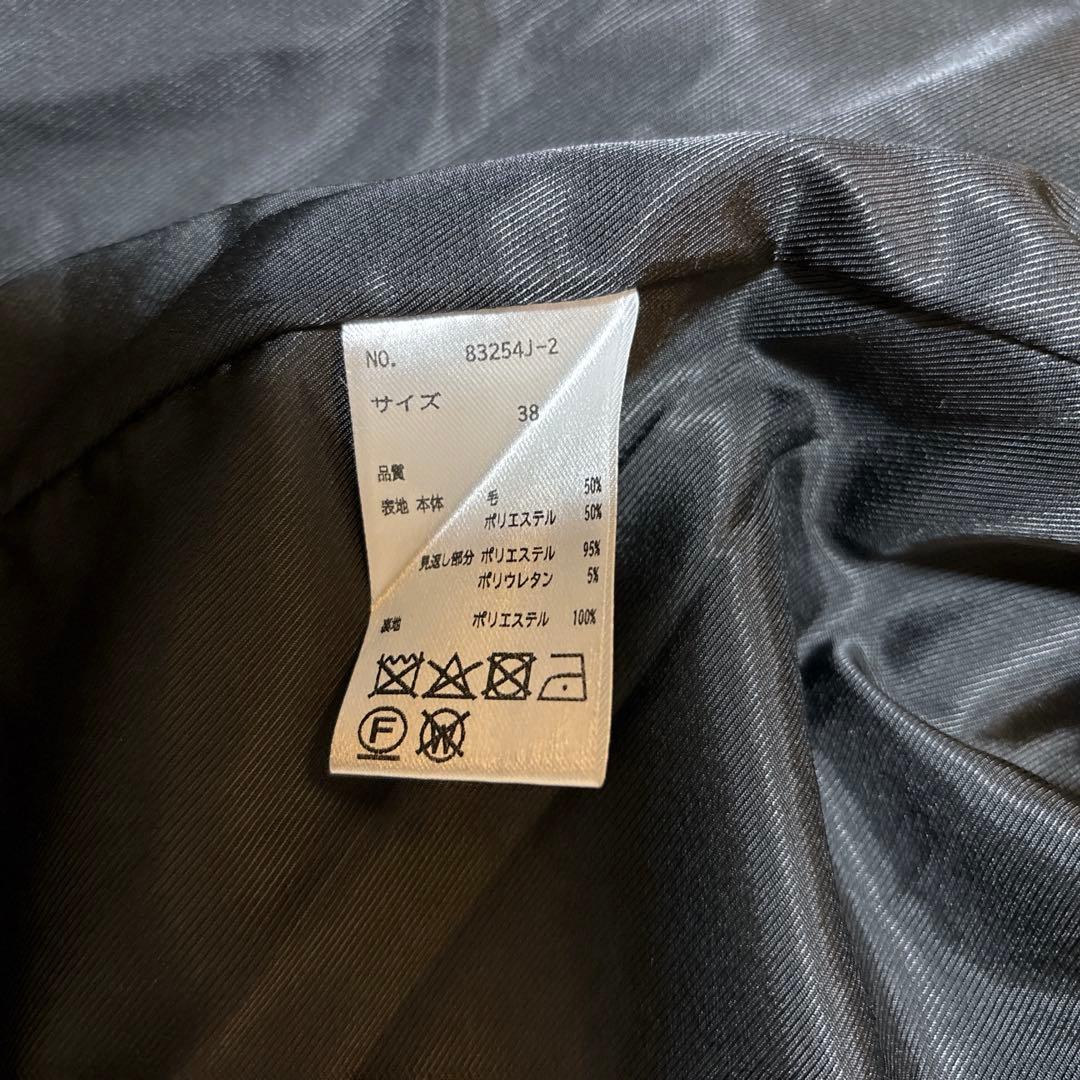 NO. 83254J-2
サイズ 38
品質
表地 本体 毛 50%
ポリエステル 50%
見返し部分 ポリエステル 95%
ポリウレタン 5%
裏地 ポリエステル 100%
F W